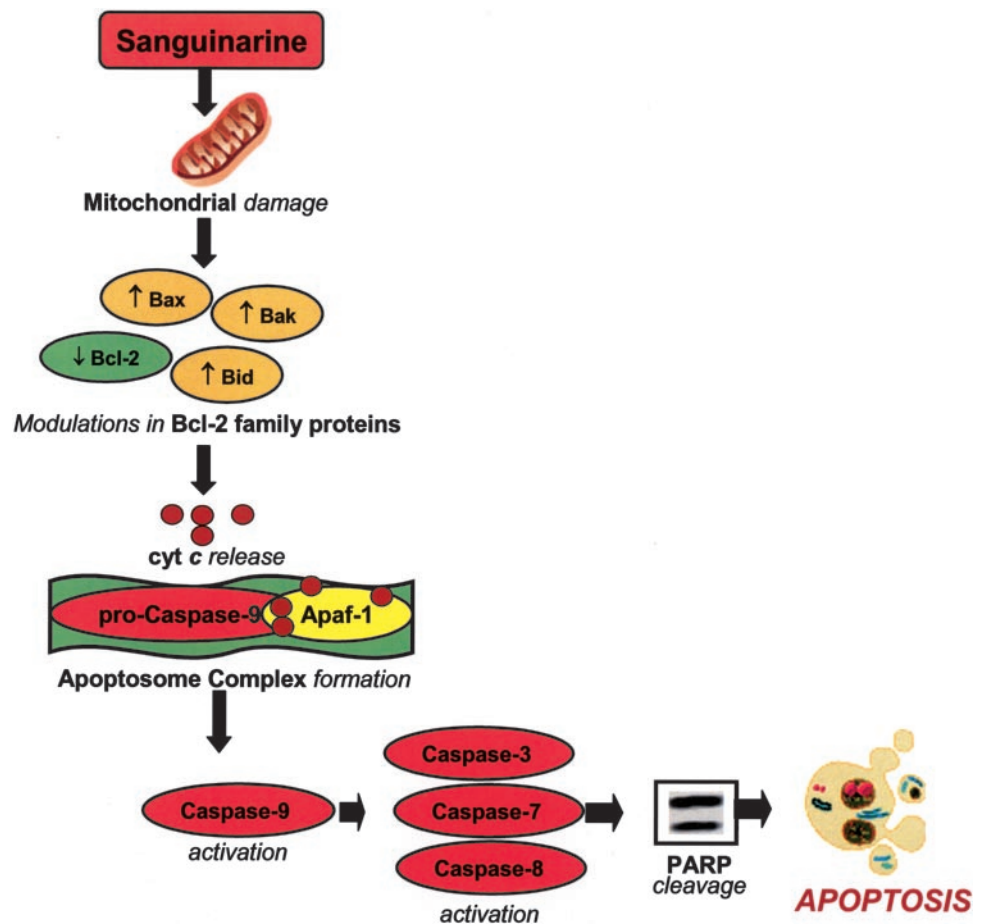 Sanguinarine
Mitochondrial damage
↑ Bax
↑ Bak
↓ Bcl-2
↑ Bid
Modulations in Bcl-2 family proteins
cyt c release
pro-Caspase-9
Apaf-1
Apoptosome Complex formation
Caspase-3
Caspase-9
Caspase-7
activation
Caspase-8
activation
PARP
cleavage
APOPTOSIS